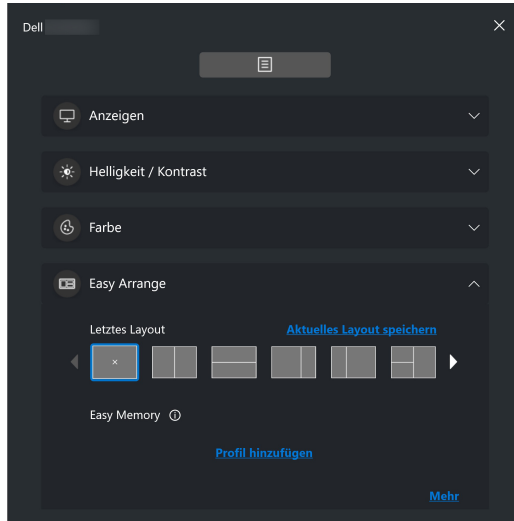 Dell
Anzeigen
Helligkeit / Kontrast
Farbe
Easy Arrange
Letztes Layout Aktuelles Layout speichern
Easy Memory
Profil hinzufügen
Mehr